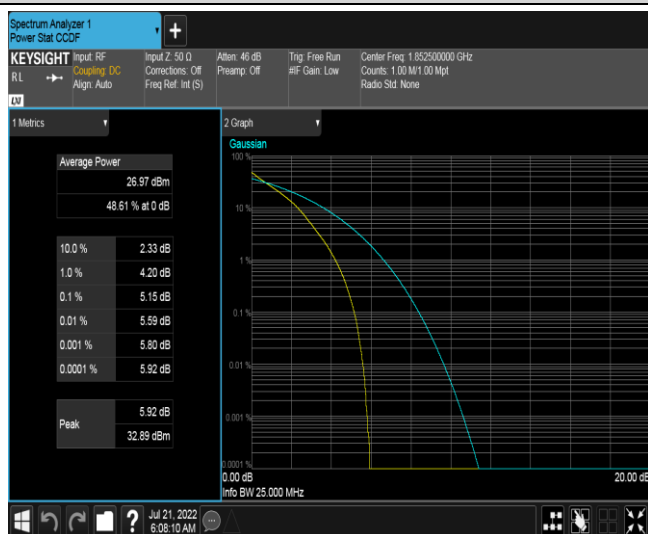 Spectrum Analyzer 1
Power Stat CCDF
+
KEYSIGHT
RL
LXI
Input: RF
Coupling: DC
Align: Auto
Input Z: 50 Ω
Corrections: Off
Freq Ref: Int (S)
Atten: 46 dB
Preamp: Off
Trig: Free Run
#IF Gain: Low
Center Freq: 1.852500000 GHz
Counts: 1.00 M/1.00 Mpt
Radio Std: None
1 Metrics
Average Power
26.97 dBm
48.61 % at 0 dB
10.0 % 2.33 dB
1.0 % 4.20 dB
0.1 % 5.15 dB
0.01 % 5.59 dB
0.001 % 5.80 dB
0.0001 % 5.92 dB
Peak
5.92 dB
32.89 dBm
2 Graph
Gaussian
100 %
10 %
1 %
0.1 %
0.01 %
0.001 %
0.0001 %
0.00 dB
20.00 dB
Info BW 25.000 MHz
?
Jul 21, 2022
6:08:10 AM